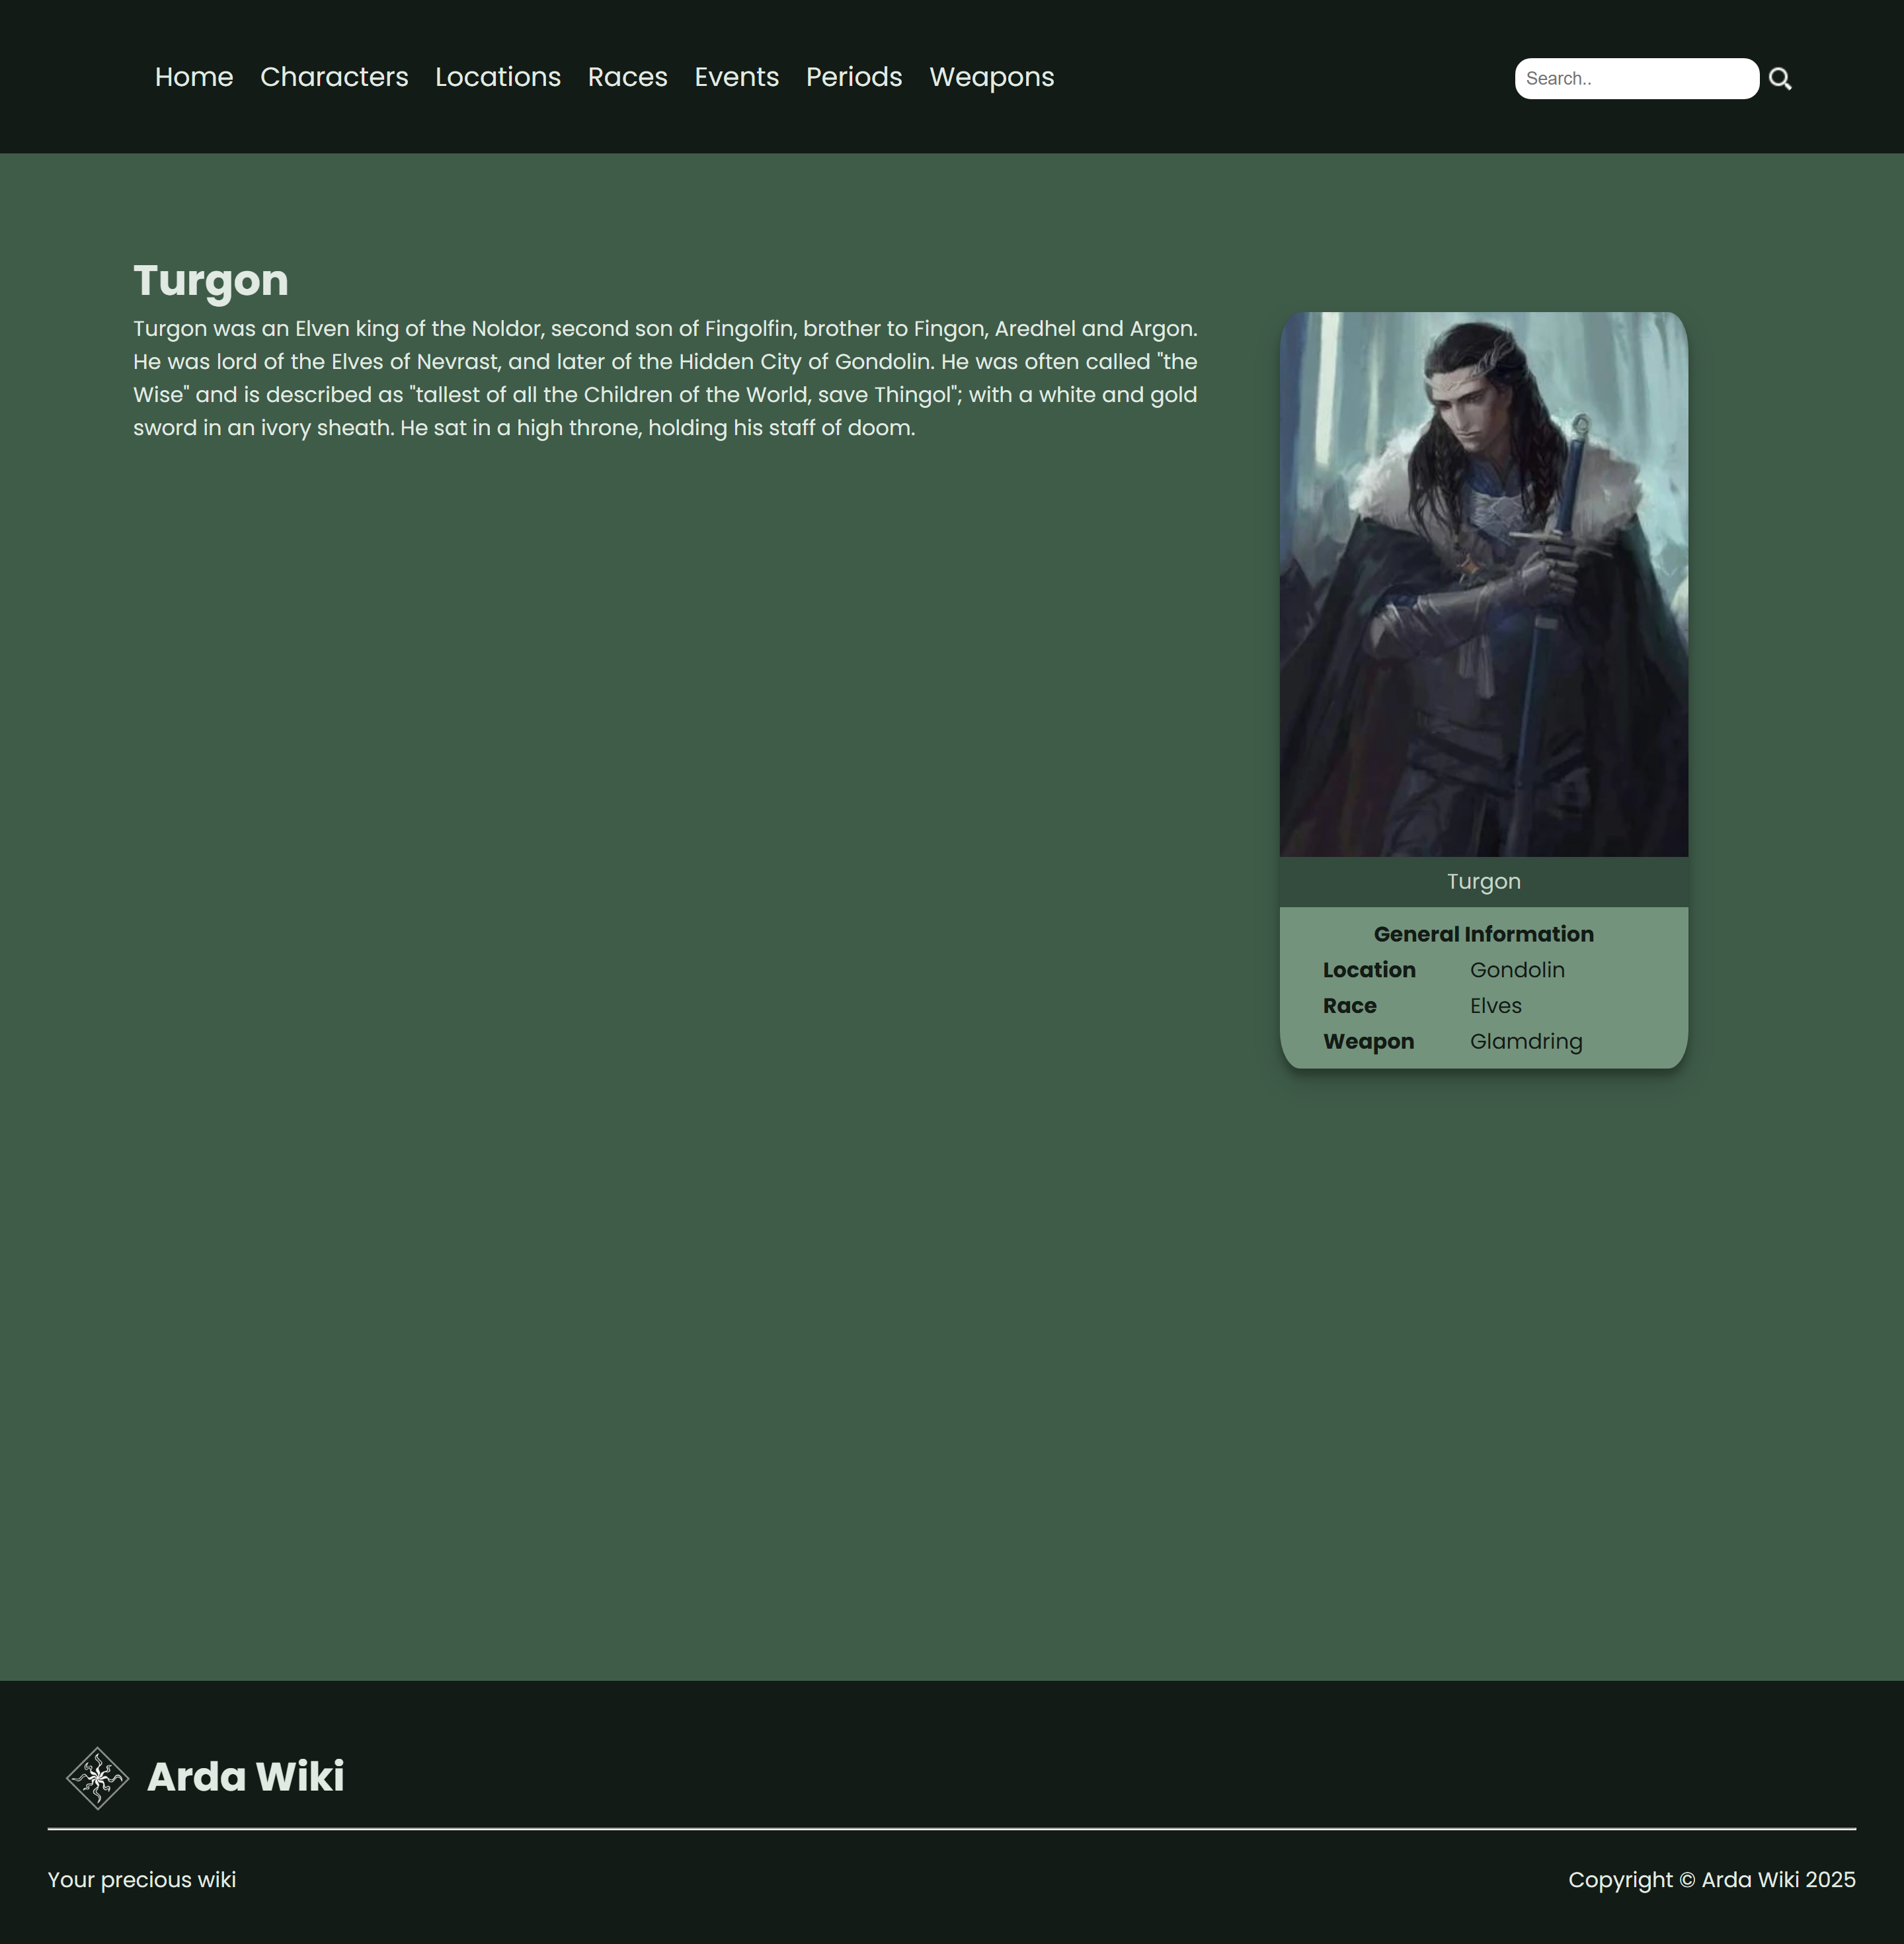 Home Characters Locations Races Events Periods Weapons
Search..
Turgon
Turgon was an Elven king of the Noldor, second son of Fingolfin, brother to Fingon, Aredhel and Argon.
He was lord of the Elves of Nevrast, and later of the Hidden City of Gondolin. He was often called "the
Wise" and is described as "tallest of all the Children of the World, save Thingol"; with a white and gold
sword in an ivory sheath. He sat in a high throne, holding his staff of doom.
Turgon
General Information
Location Gondolin
Race Elves
Weapon Glamdring
Arda Wiki
Your precious wiki
Copyright © Arda Wiki 2025